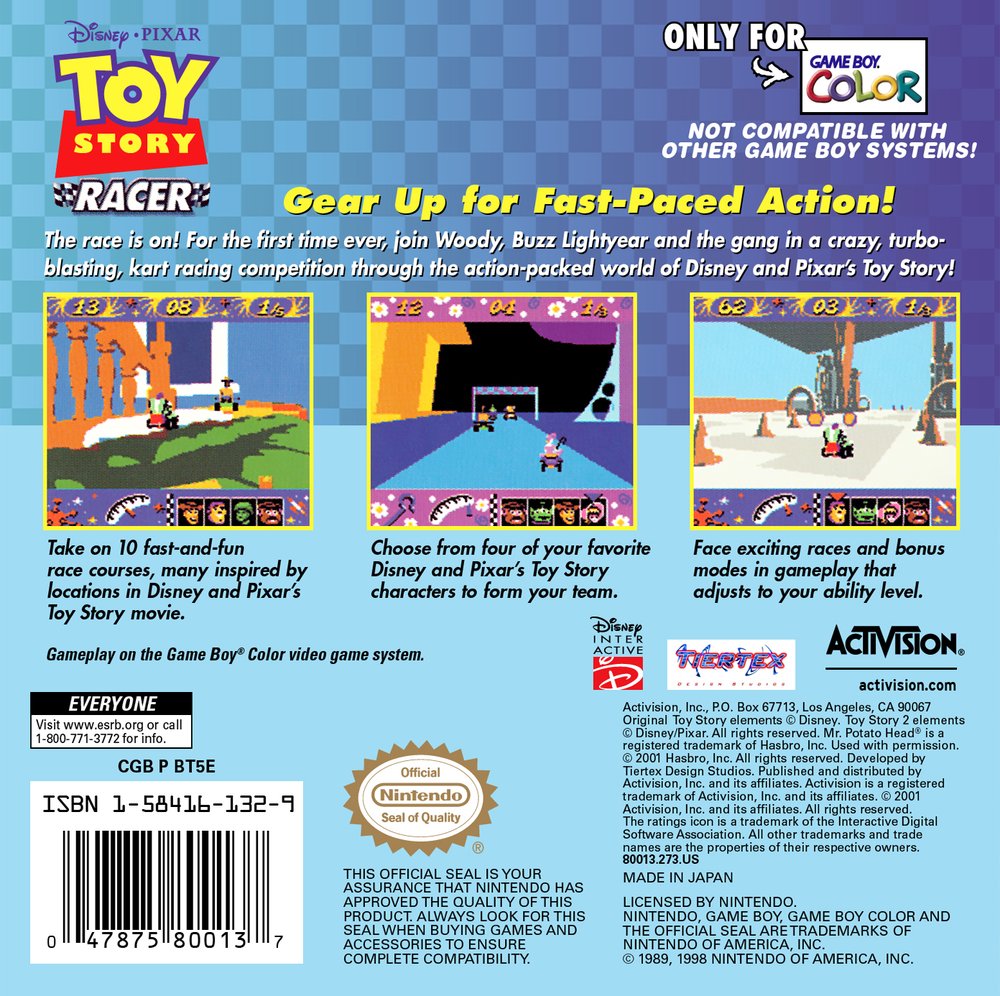 Disney • PIXAR
TOY
STORY
RACER
ONLY FOR
GAME BOY
COLOR
NOT COMPATIBLE WITH
OTHER GAME BOY SYSTEMS!
Gear Up for Fast-Paced Action!
The race is on! For the first time ever, join Woody, Buzz Lightyear and the gang in a crazy, turbo-
blasting, kart racing competition through the action-packed world of Disney and Pixar's Toy Story!
13 08 1/5
12 04 1/3
62 03 1/5
Take on 10 fast-and-fun
race courses, many inspired by
locations in Disney and Pixar's
Toy Story movie.
Choose from four of your favorite
Disney and Pixar's Toy Story
characters to form your team.
Face exciting races and bonus
modes in gameplay that
adjusts to your ability level.
Gameplay on the Game Boy® Color video game system.
Disney
INTER
ACTIVE
D
TIERTEX
DESIGN STUDIOS
ACTIVISION®
activision.com
EVERYONE
Visit www.esrb.org or call
1-800-771-3772 for info.
CGB P BT5E
ISBN 1-58416-132-9
0 47875 80013 7
Official
Nintendo
Seal of Quality
®
THIS OFFICIAL SEAL IS YOUR
ASSURANCE THAT NINTENDO HAS
APPROVED THE QUALITY OF THIS
PRODUCT. ALWAYS LOOK FOR THIS
SEAL WHEN BUYING GAMES AND
ACCESSORIES TO ENSURE
COMPLETE COMPATIBILITY.
Activision, Inc., P.O. Box 67713, Los Angeles, CA 90067
Original Toy Story elements © Disney. Toy Story 2 elements
© Disney/Pixar. All rights reserved. Mr. Potato Head® is a
registered trademark of Hasbro, Inc. Used with permission.
© 2001 Hasbro, Inc. All rights reserved. Developed by
Tiertex Design Studios. Published and distributed by
Activision, Inc. and its affiliates. Activision is a registered
trademark of Activision, Inc. and its affiliates. © 2001
Activision, Inc. and its affiliates. All rights reserved.
The ratings icon is a trademark of the Interactive Digital
Software Association. All other trademarks and trade
names are the properties of their respective owners.
80013.273.US
MADE IN JAPAN
LICENSED BY NINTENDO.
NINTENDO, GAME BOY, GAME BOY COLOR AND
THE OFFICIAL SEAL ARE TRADEMARKS OF
NINTENDO OF AMERICA, INC.
© 1989, 1998 NINTENDO OF AMERICA, INC.